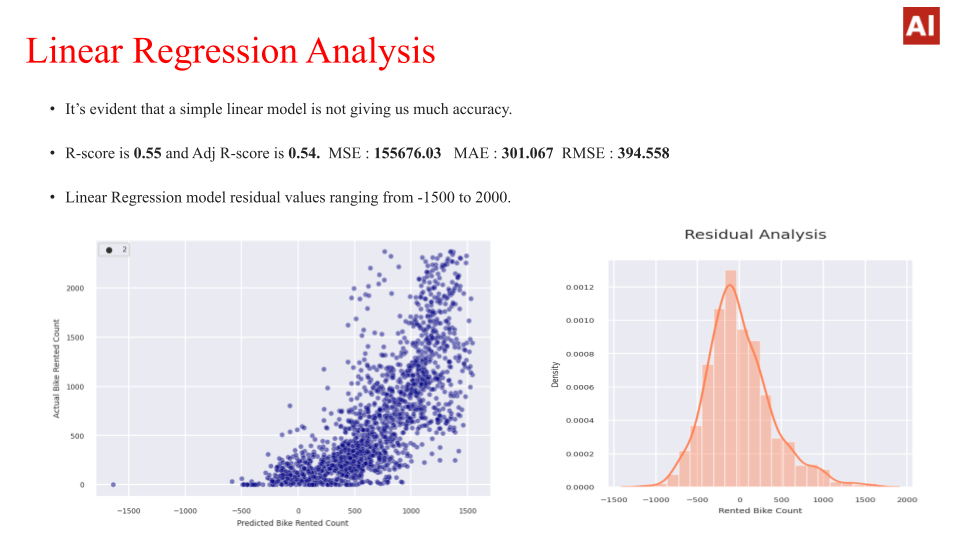 AI
Linear Regression Analysis
• It’s evident that a simple linear model is not giving us much accuracy.
• R-score is 0.55 and Adj R-score is 0.54. MSE : 155676.03 MAE : 301.067 RMSE : 394.558
• Linear Regression model residual values ranging from -1500 to 2000.
2
2000
1500
1000
500
0
Actual Bike Rented Count
−1500 −1000 −500 0 500 1000 1500
Predicted Bike Rented Count
Residual Analysis
0.0012
0.0010
0.0008
0.0006
0.0004
0.0002
0.0000
Density
−1500 −1000 −500 0 500 1000 1500 2000
Rented Bike Count